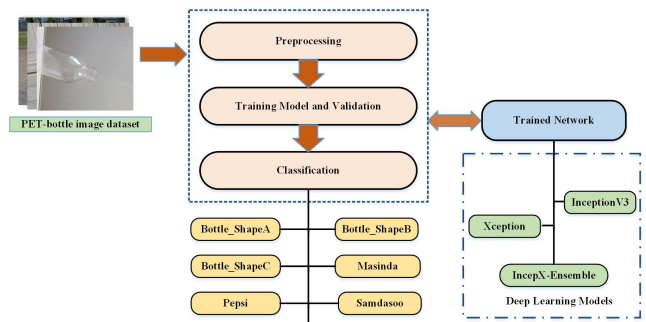 Preprocessing
Training Model and Validation
Classification
PET-bottle image dataset
Trained Network
InceptionV3
Xception
IncepX-Ensemble
Deep Learning Models
Bottle_ShapeA
Bottle_ShapeB
Bottle_ShapeC
Masinda
Pepsi
Samdasoo